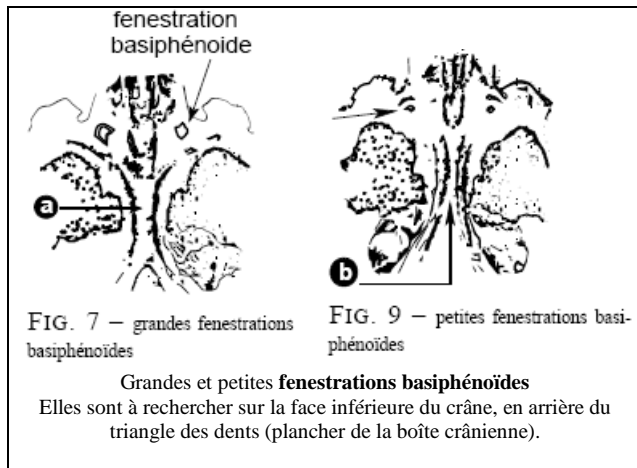 fenestration
basiphénoide
a
b
FIG. 7 – grandes fenestrations
basiphénoïdes
FIG. 9 – petites fenestrations basi-
phénoïdes
Grandes et petites fenestrations basiphénoïdes
Elles sont à rechercher sur la face inférieure du crâne, en arrière du
triangle des dents (plancher de la boîte crânienne).